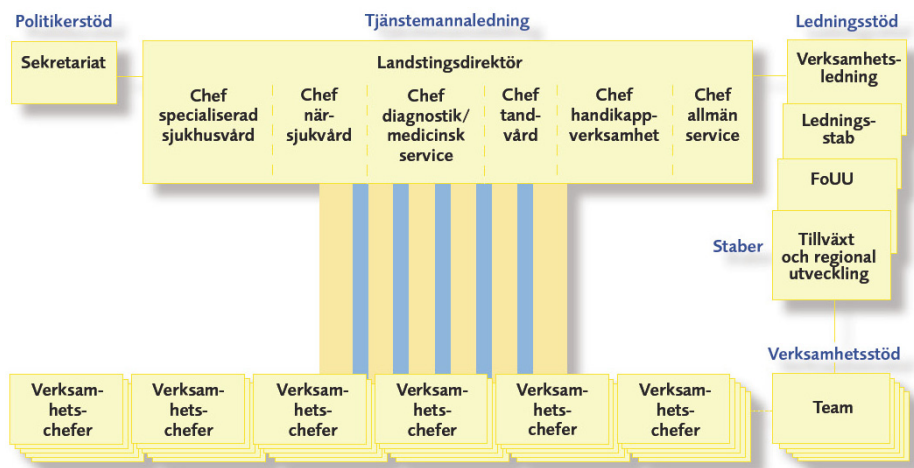 Politikerstöd
Tjänstemannaledning
Ledningsstöd
Sekretariat
Landstingsdirektör
Chef
specialiserad
sjukhusvård
Chef
när-
sjukvård
Chef
diagnostik/
medicinsk
service
Chef
tand-
vård
Chef
handikapp-
verksamhet
Chef
allmän
service
Verksamhets-
ledning
Lednings-
stab
FoUU
Staber
Tillväxt
och regional
utveckling
Verksamhetsstöd
Verksam-
hets-
chefer
Verksam-
hets-
chefer
Verksam-
hets-
chefer
Verksam-
hets-
chefer
Verksam-
hets-
chefer
Verksam-
hets-
chefer
Team